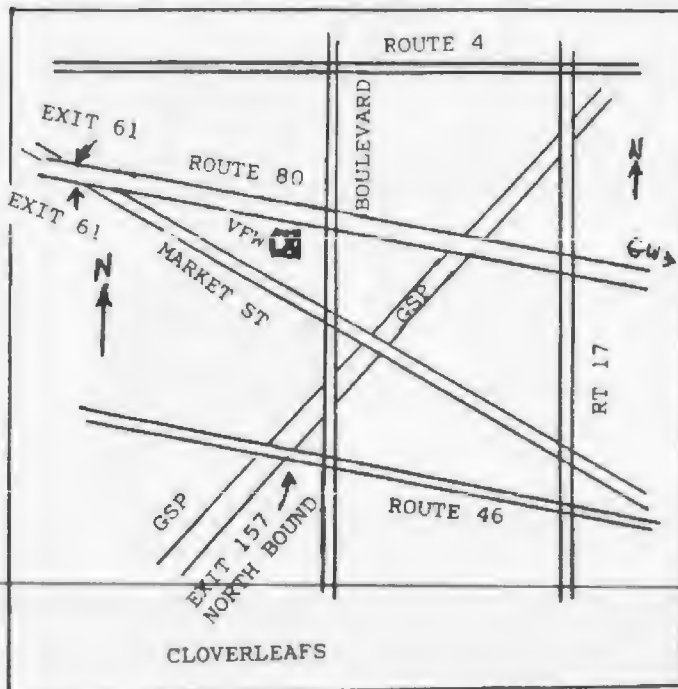 ROUTE 4
EXIT 61
BOULEVARD
ROUTE 80
N
EXIT 61
VFW
GW
N
MARKET ST
GSP
RT 17
GSP
ROUTE 46
EXIT 157
NORTH BOUND
CLOVERLEAFS